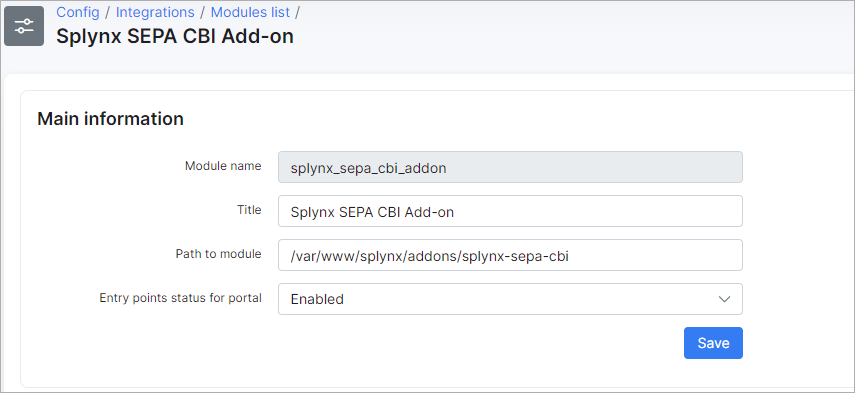 Config / Integrations / Modules list /
Splynx SEPA CBI Add-on
Main information
Module name splynx_sepa_cbi_addon
Title Splynx SEPA CBI Add-on
Path to module /var/www/splynx/addons/splynx-sepa-cbi
Entry points status for portal Enabled
Save